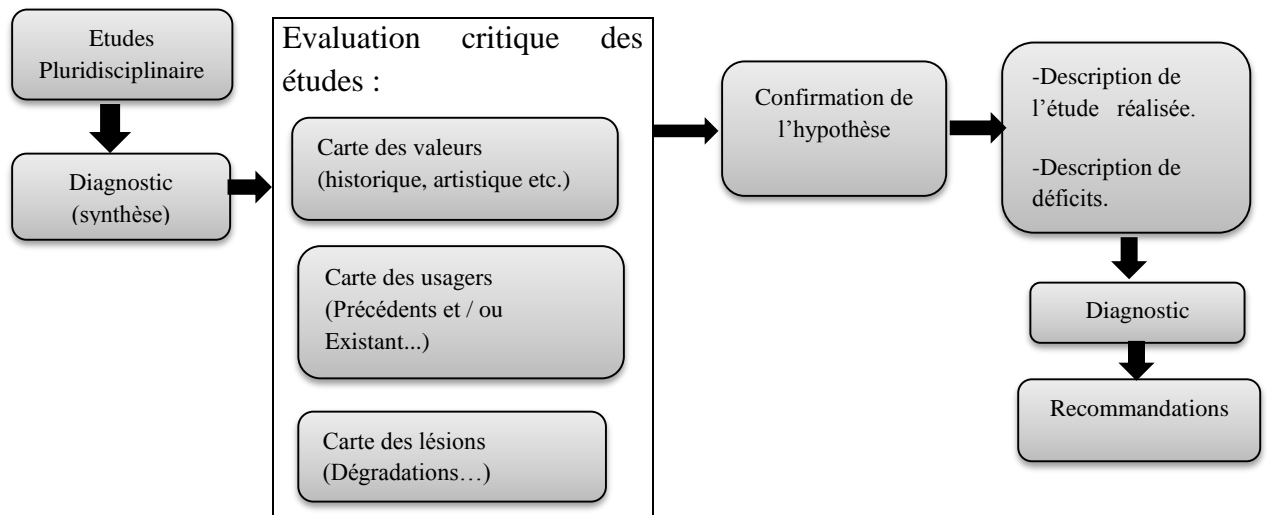 Etudes
Pluridisciplinaire
Diagnostic
(synthèse)
Evaluation critique des
études :
Carte des valeurs
(historique, artistique etc.)
Carte des usagers
(Précédents et / ou
Existant...)
Carte des lésions
(Dégradations…)
Confirmation de
l’hypothèse
-Description de
l’étude réalisée.
-Description de
déficits.
Diagnostic
Recommandations